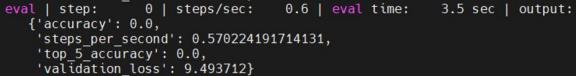 eval | step: 0 | steps/sec: 0.6 | eval time: 3.5 sec | output:
{'accuracy': 0.0,
'steps_per_second': 0.570224191714131,
'top_5_accuracy': 0.0,
'validation_loss': 9.493712}